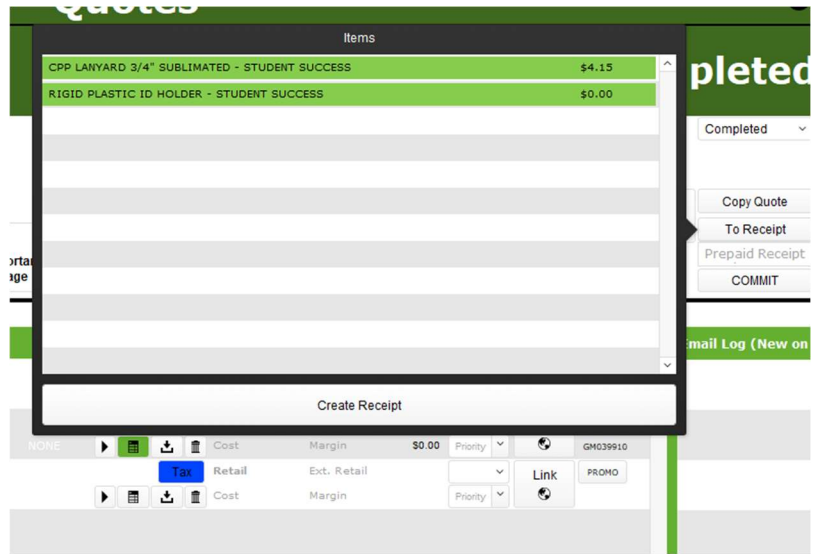 Quotes
Items
CPP LANYARD 3/4" SUBLIMATED - STUDENT SUCCESS $4.15
RIGID PLASTIC ID HOLDER - STUDENT SUCCESS $0.00
pleted
Completed
Copy Quote
To Receipt
Prepaid Receipt
COMMIT
orta
age
mail Log (New on
Create Receipt
NONE Cost Margin $0.00 Priority GM039910
Tax Retail Ext. Retail Link PROMO
Cost Margin Priority